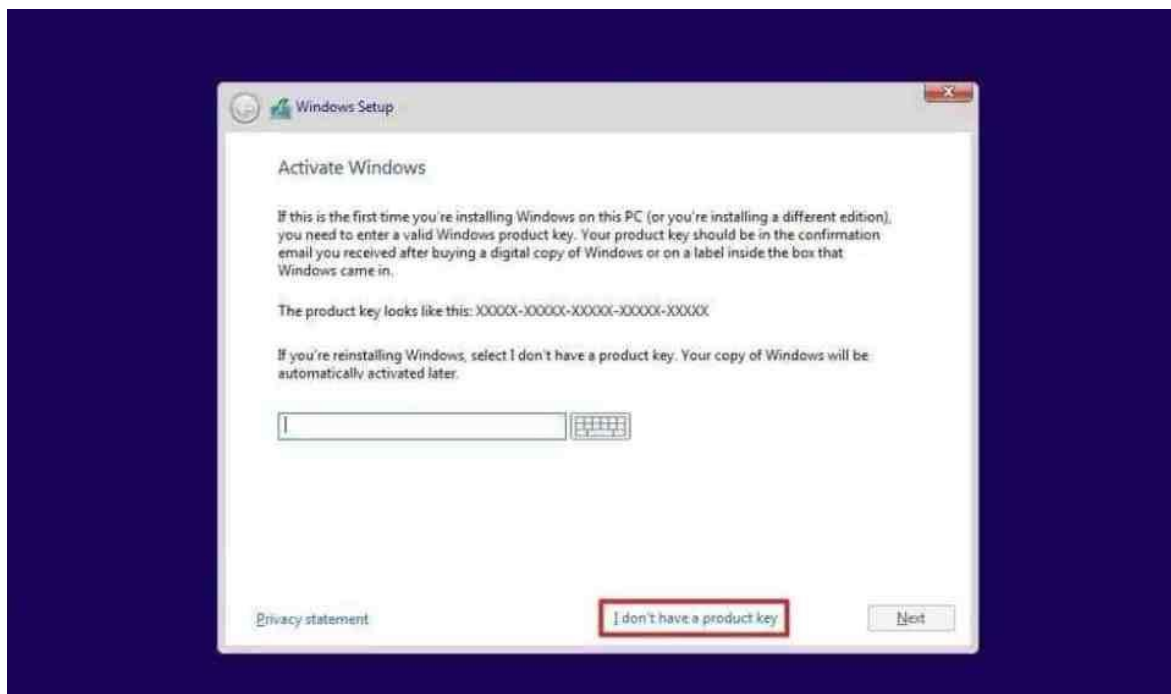 Windows Setup
Activate Windows
If this is the first time you're installing Windows on this PC (or you're installing a different edition),
you need to enter a valid Windows product key. Your product key should be in the confirmation
email you received after buying a digital copy of Windows or on a label inside the box that
Windows came in.
The product key looks like this: XXXXX-XXXXX-XXXXX-XXXXX-XXXXX
If you're reinstalling Windows, select I don't have a product key. Your copy of Windows will be
automatically activated later.
Privacy statement
I don't have a product key
Next